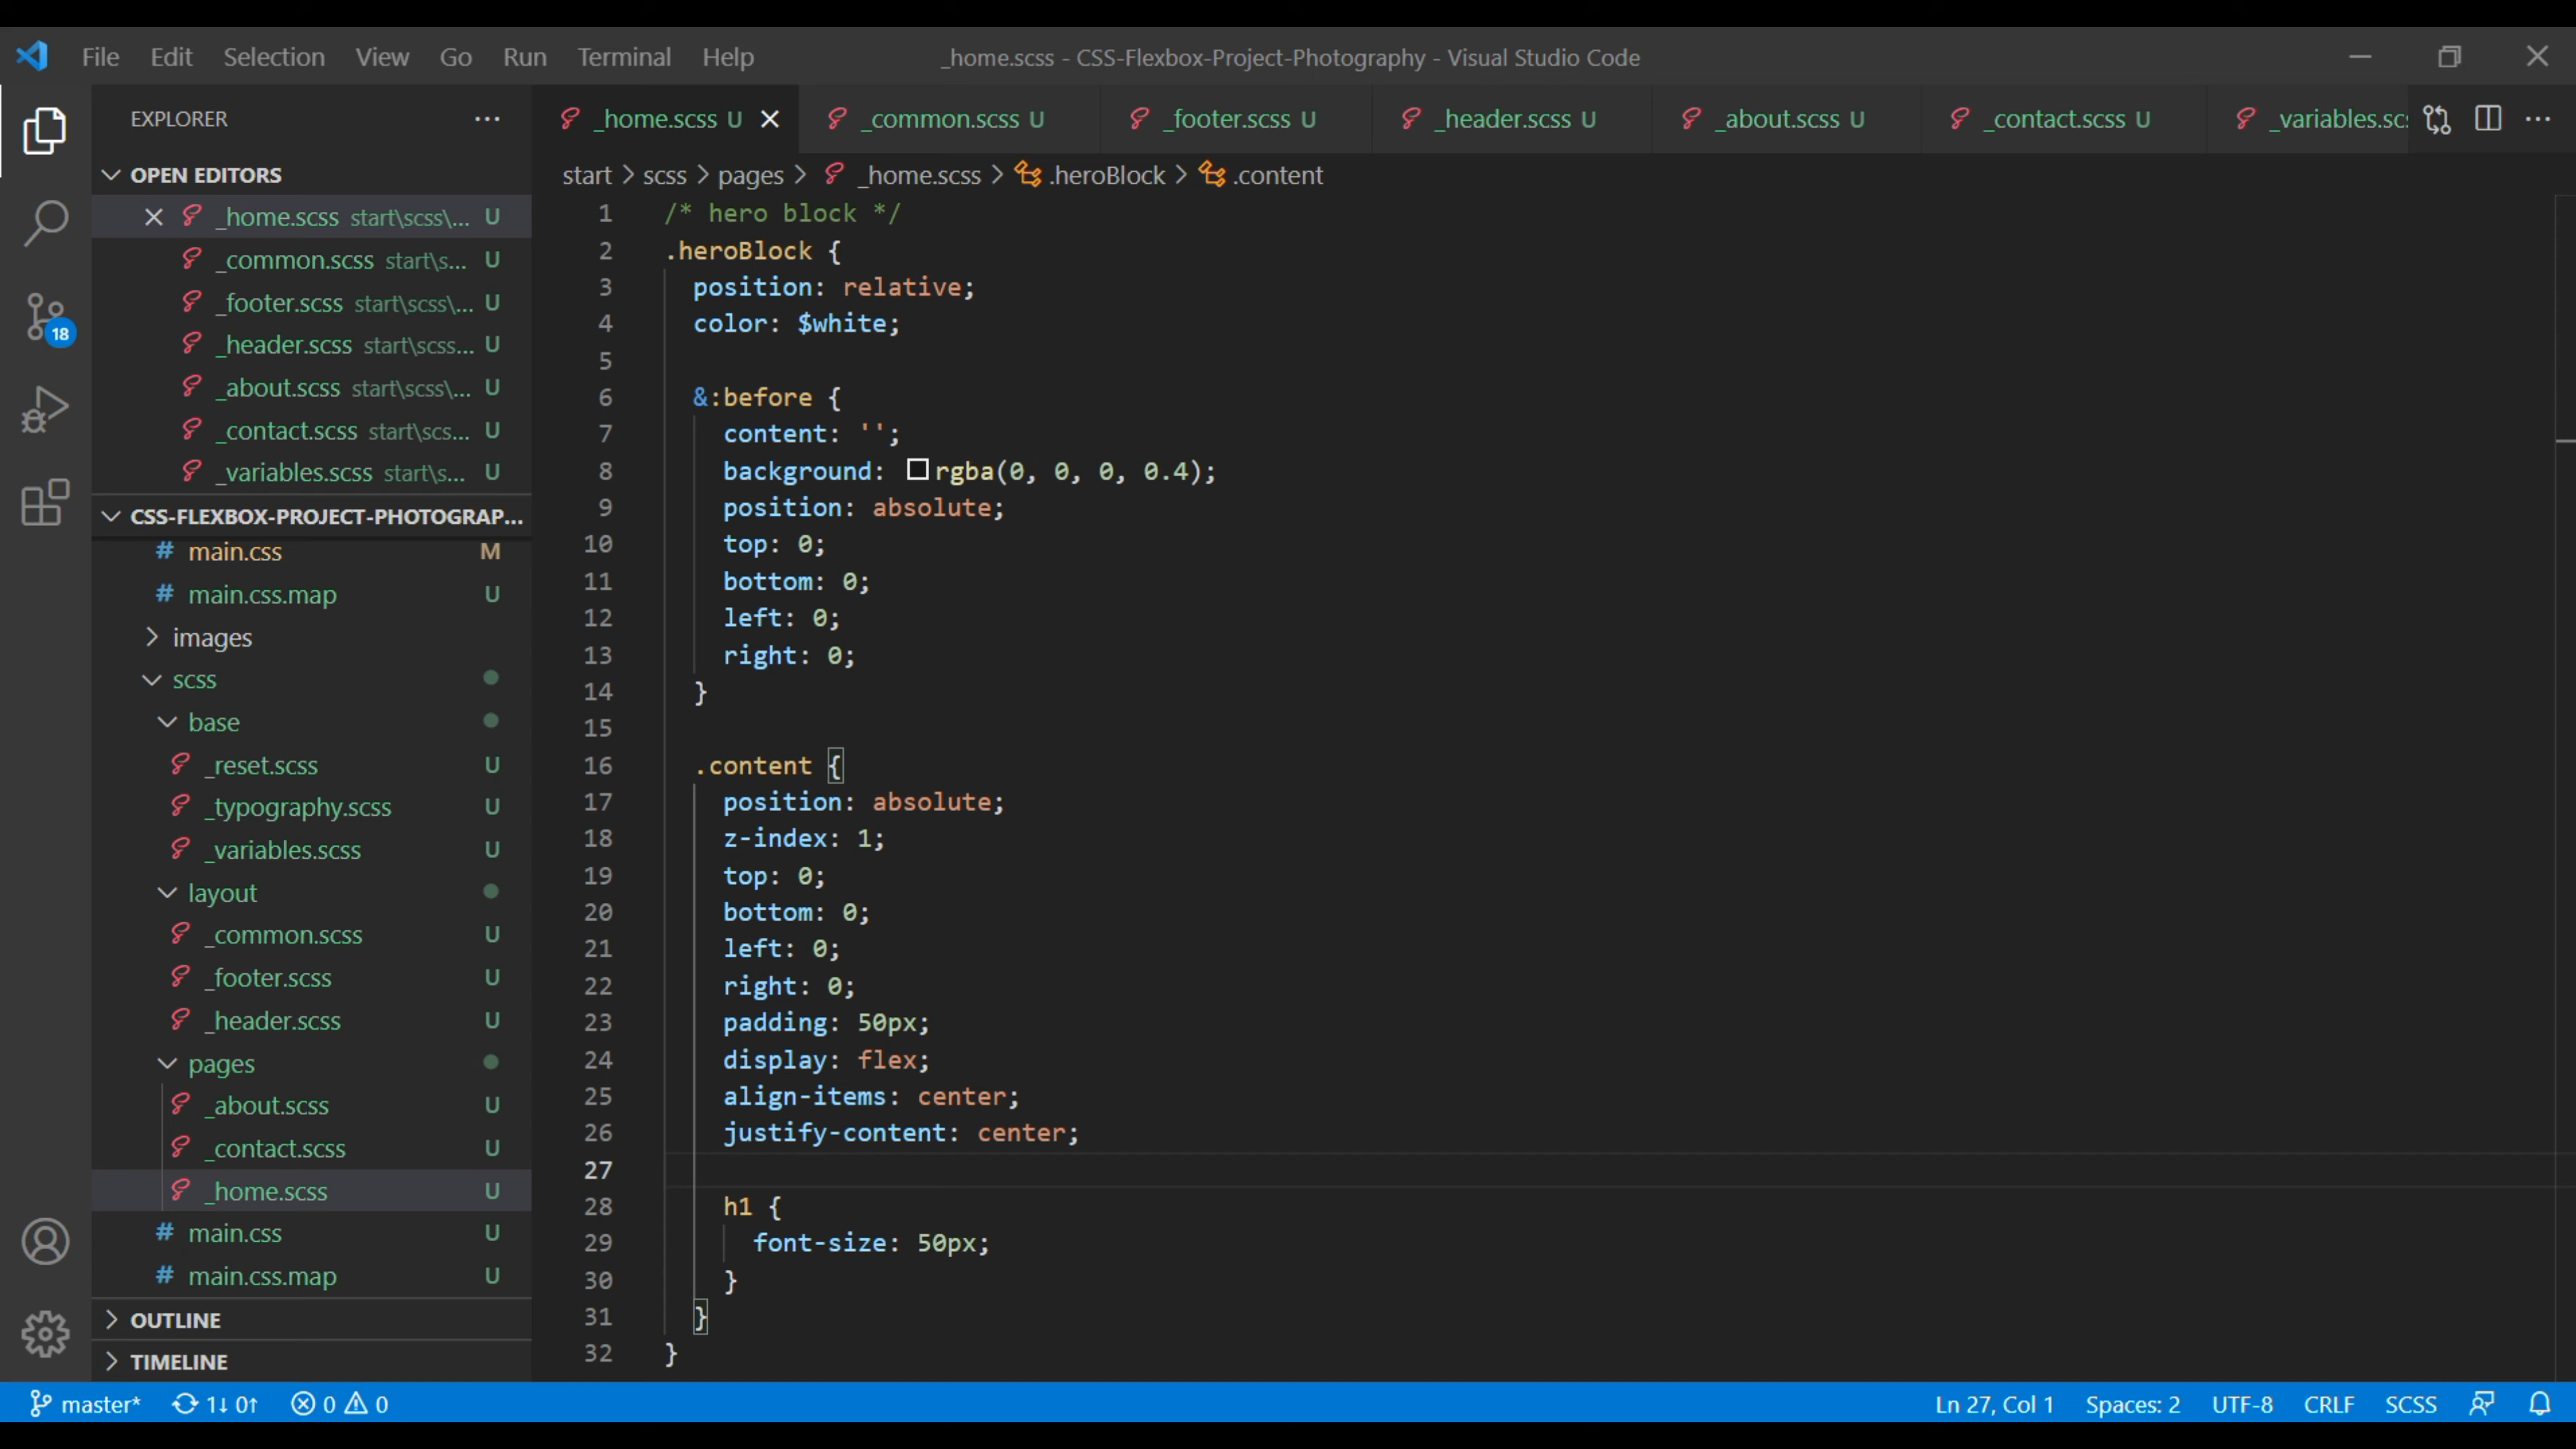 File Edit Selection View Go Run Terminal Help _home.scss - CSS-Flexbox-Project-Photography - Visual Studio Code
EXPLORER ···
OPEN EDITORS
_home.scss start\scss\... U
_common.scss start\s... U
_footer.scss start\scss\... U
_header.scss start\scss... U
_about.scss start\scss\... U
_contact.scss start\scs... U
_variables.scss start\s... U
CSS-FLEXBOX-PROJECT-PHOTOGRAP...
# main.css M
# main.css.map U
images
scss
base
_reset.scss U
_typography.scss U
_variables.scss U
layout
_common.scss U
_footer.scss U
_header.scss U
pages
_about.scss U
_contact.scss U
_home.scss U
# main.css U
# main.css.map U
OUTLINE
TIMELINE
18
_home.scss U _common.scss U _footer.scss U _header.scss U _about.scss U _contact.scss U _variables.scs
start > scss > pages > _home.scss > .heroBlock > .content
1 /* hero block */
2 .heroBlock {
3 position: relative;
4 color: $white;
5
6 &:before {
7 content: '';
8 background: rgba(0, 0, 0, 0.4);
9 position: absolute;
10 top: 0;
11 bottom: 0;
12 left: 0;
13 right: 0;
14 }
15
16 .content {
17 position: absolute;
18 z-index: 1;
19 top: 0;
20 bottom: 0;
21 left: 0;
22 right: 0;
23 padding: 50px;
24 display: flex;
25 align-items: center;
26 justify-content: center;
27
28 h1 {
29 font-size: 50px;
30 }
31 }
32 }
master* 1↓ 0↑ 0 0 Ln 27, Col 1 Spaces: 2 UTF-8 CRLF SCSS